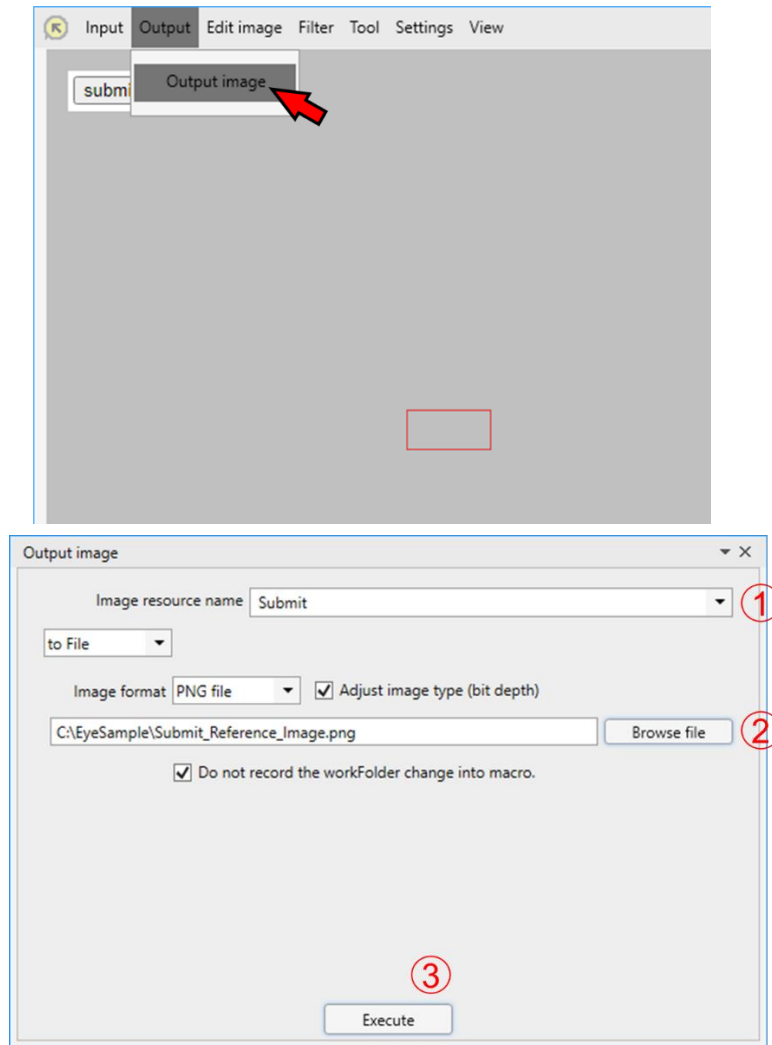 Input Output Edit image Filter Tool Settings View
Output image
submi
Output image
Image resource name Submit ①
to File
Image format PNG file Adjust image type (bit depth)
C:\EyeSample\Submit_Reference_Image.png Browse file ②
Do not record the workFolder change into macro.
③
Execute